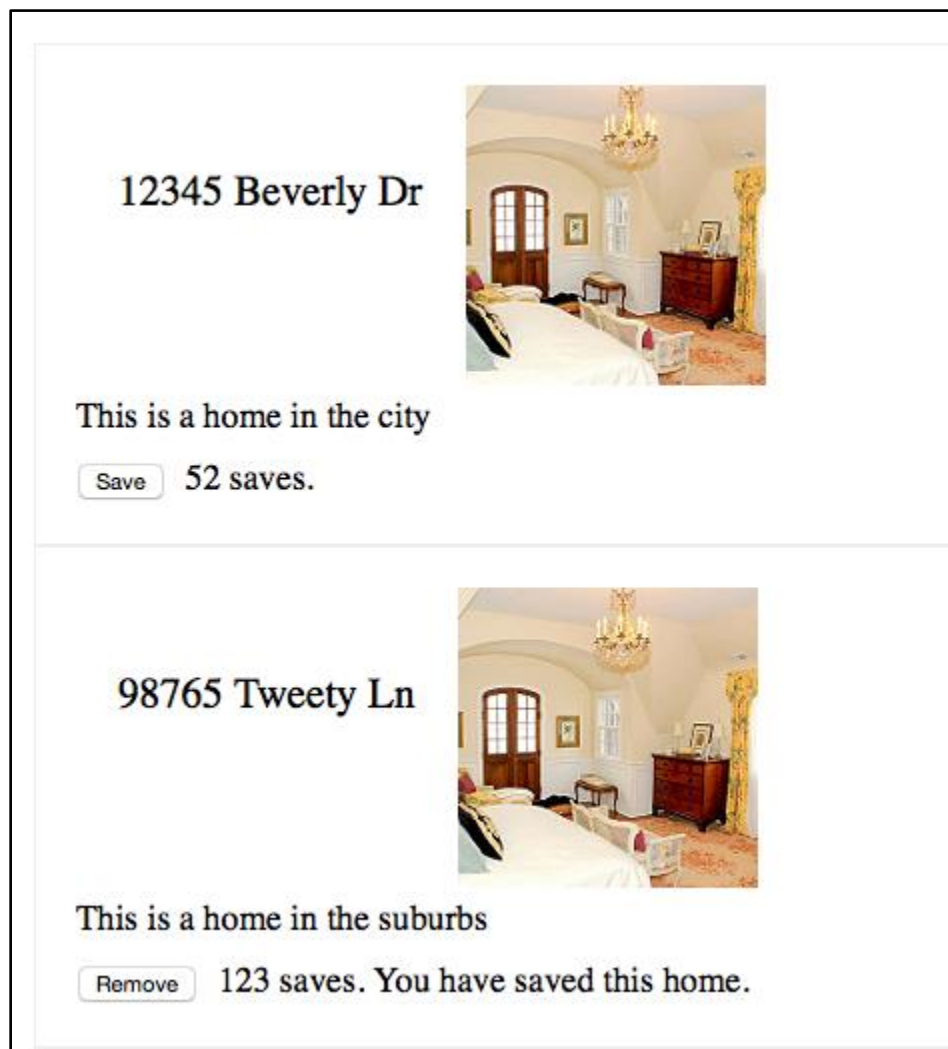 12345 Beverly Dr
This is a home in the city
Save 52 saves.
98765 Tweety Ln
This is a home in the suburbs
Remove 123 saves. You have saved this home.